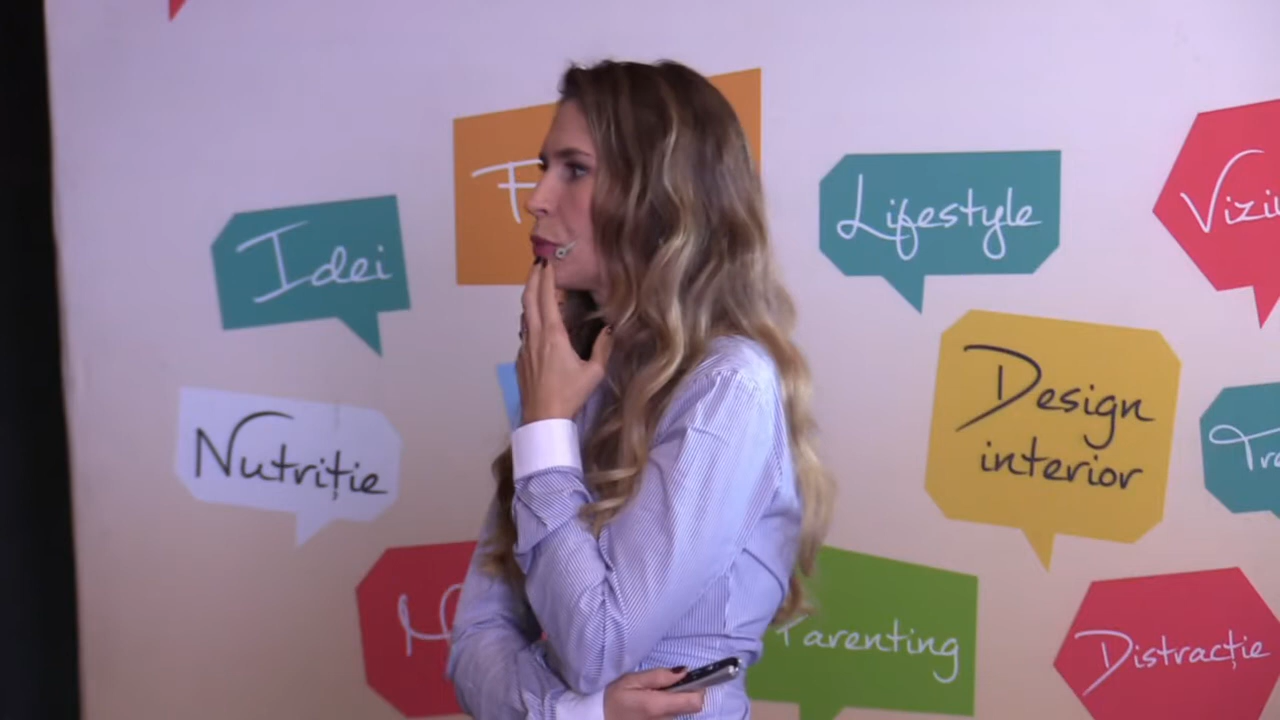 Idei
Lifestyle
Design
interior
Nutriție
Parenting
Distracție